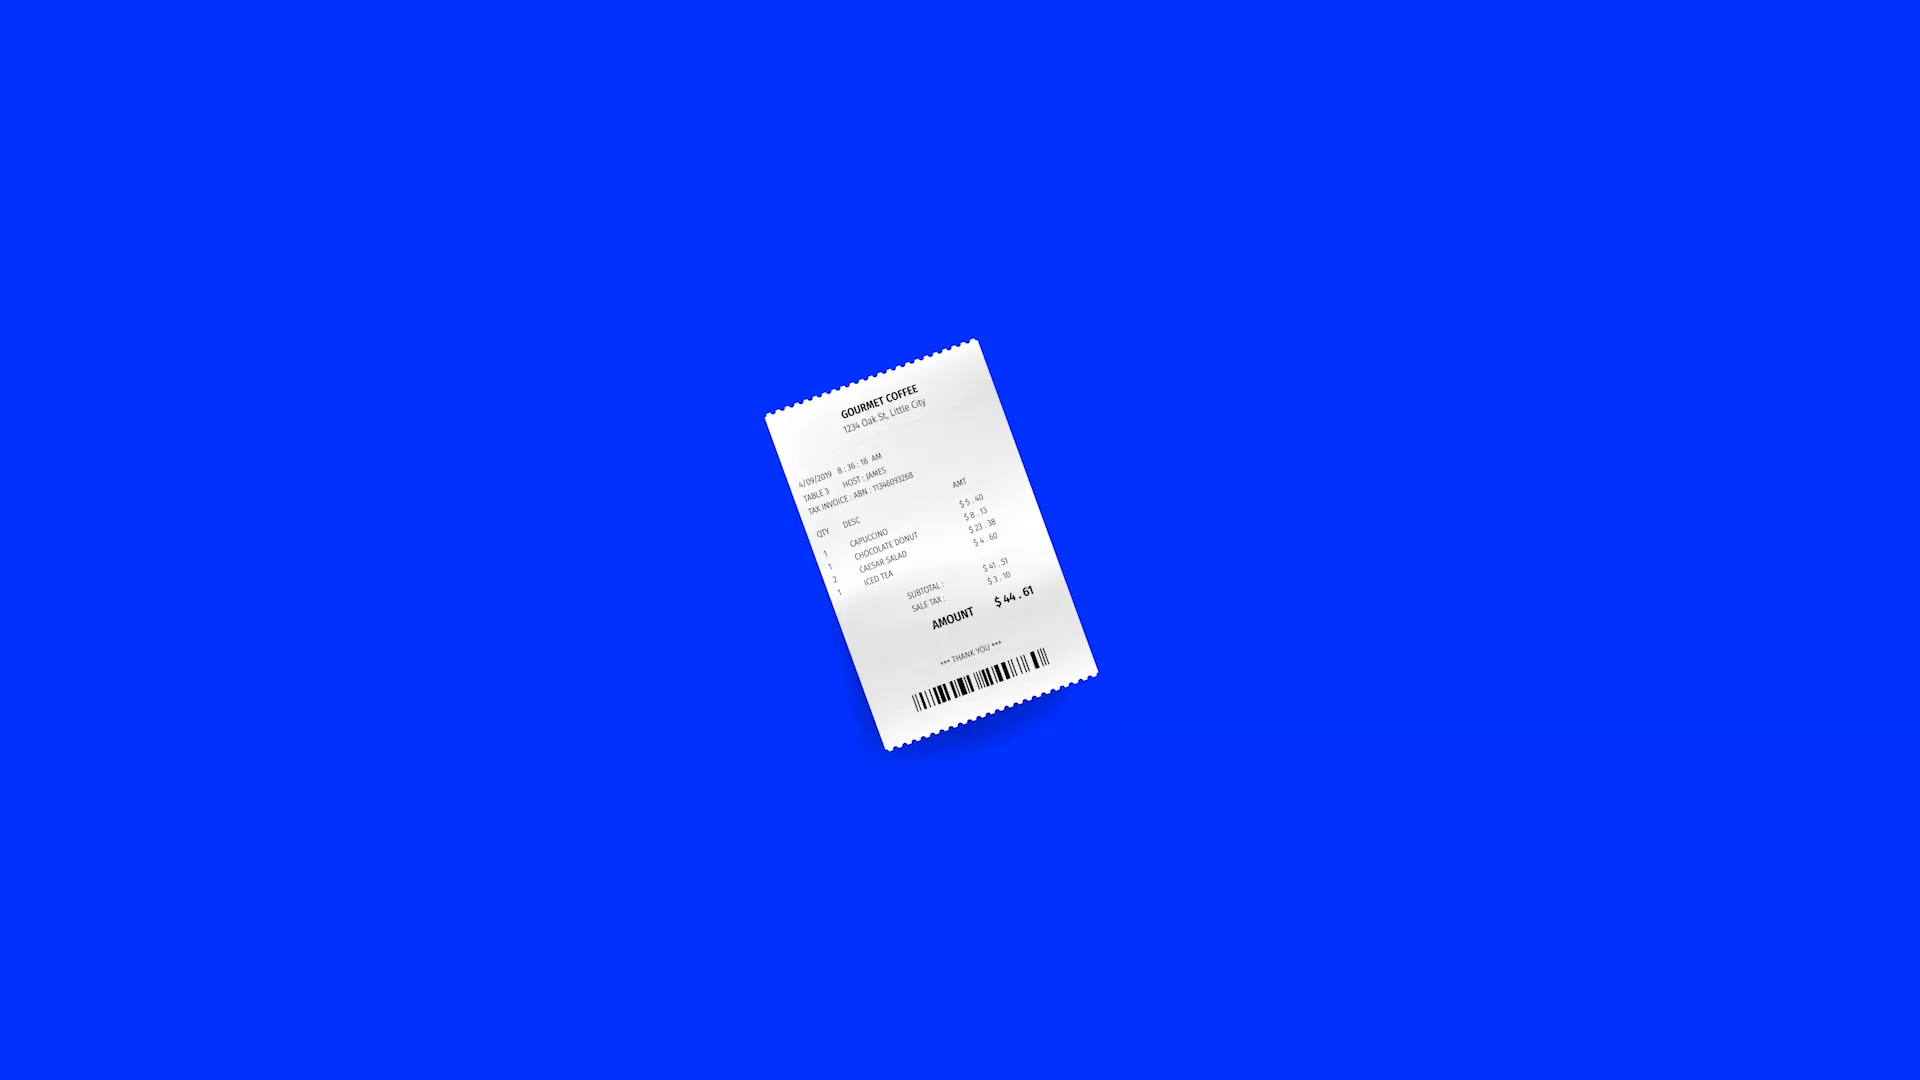 GOURMET COFFEE
1234 Oak St, Little City
4/09/2019 8 : 36 : 18 AM
TABLE 3 HOST : JAMES
TAX INVOICE : ABN : 11346093268
QTY DESC AMT
1 CAPUCCINO $ 5 . 40
1 CHOCOLATE DONUT $ 8 . 13
2 CAESAR SALAD $ 23 . 38
1 ICED TEA $ 4 . 60
SUBTOTAL : $ 41 . 51
SALE TAX : $ 3 . 10
AMOUNT $ 44 . 61
*** THANK YOU ***